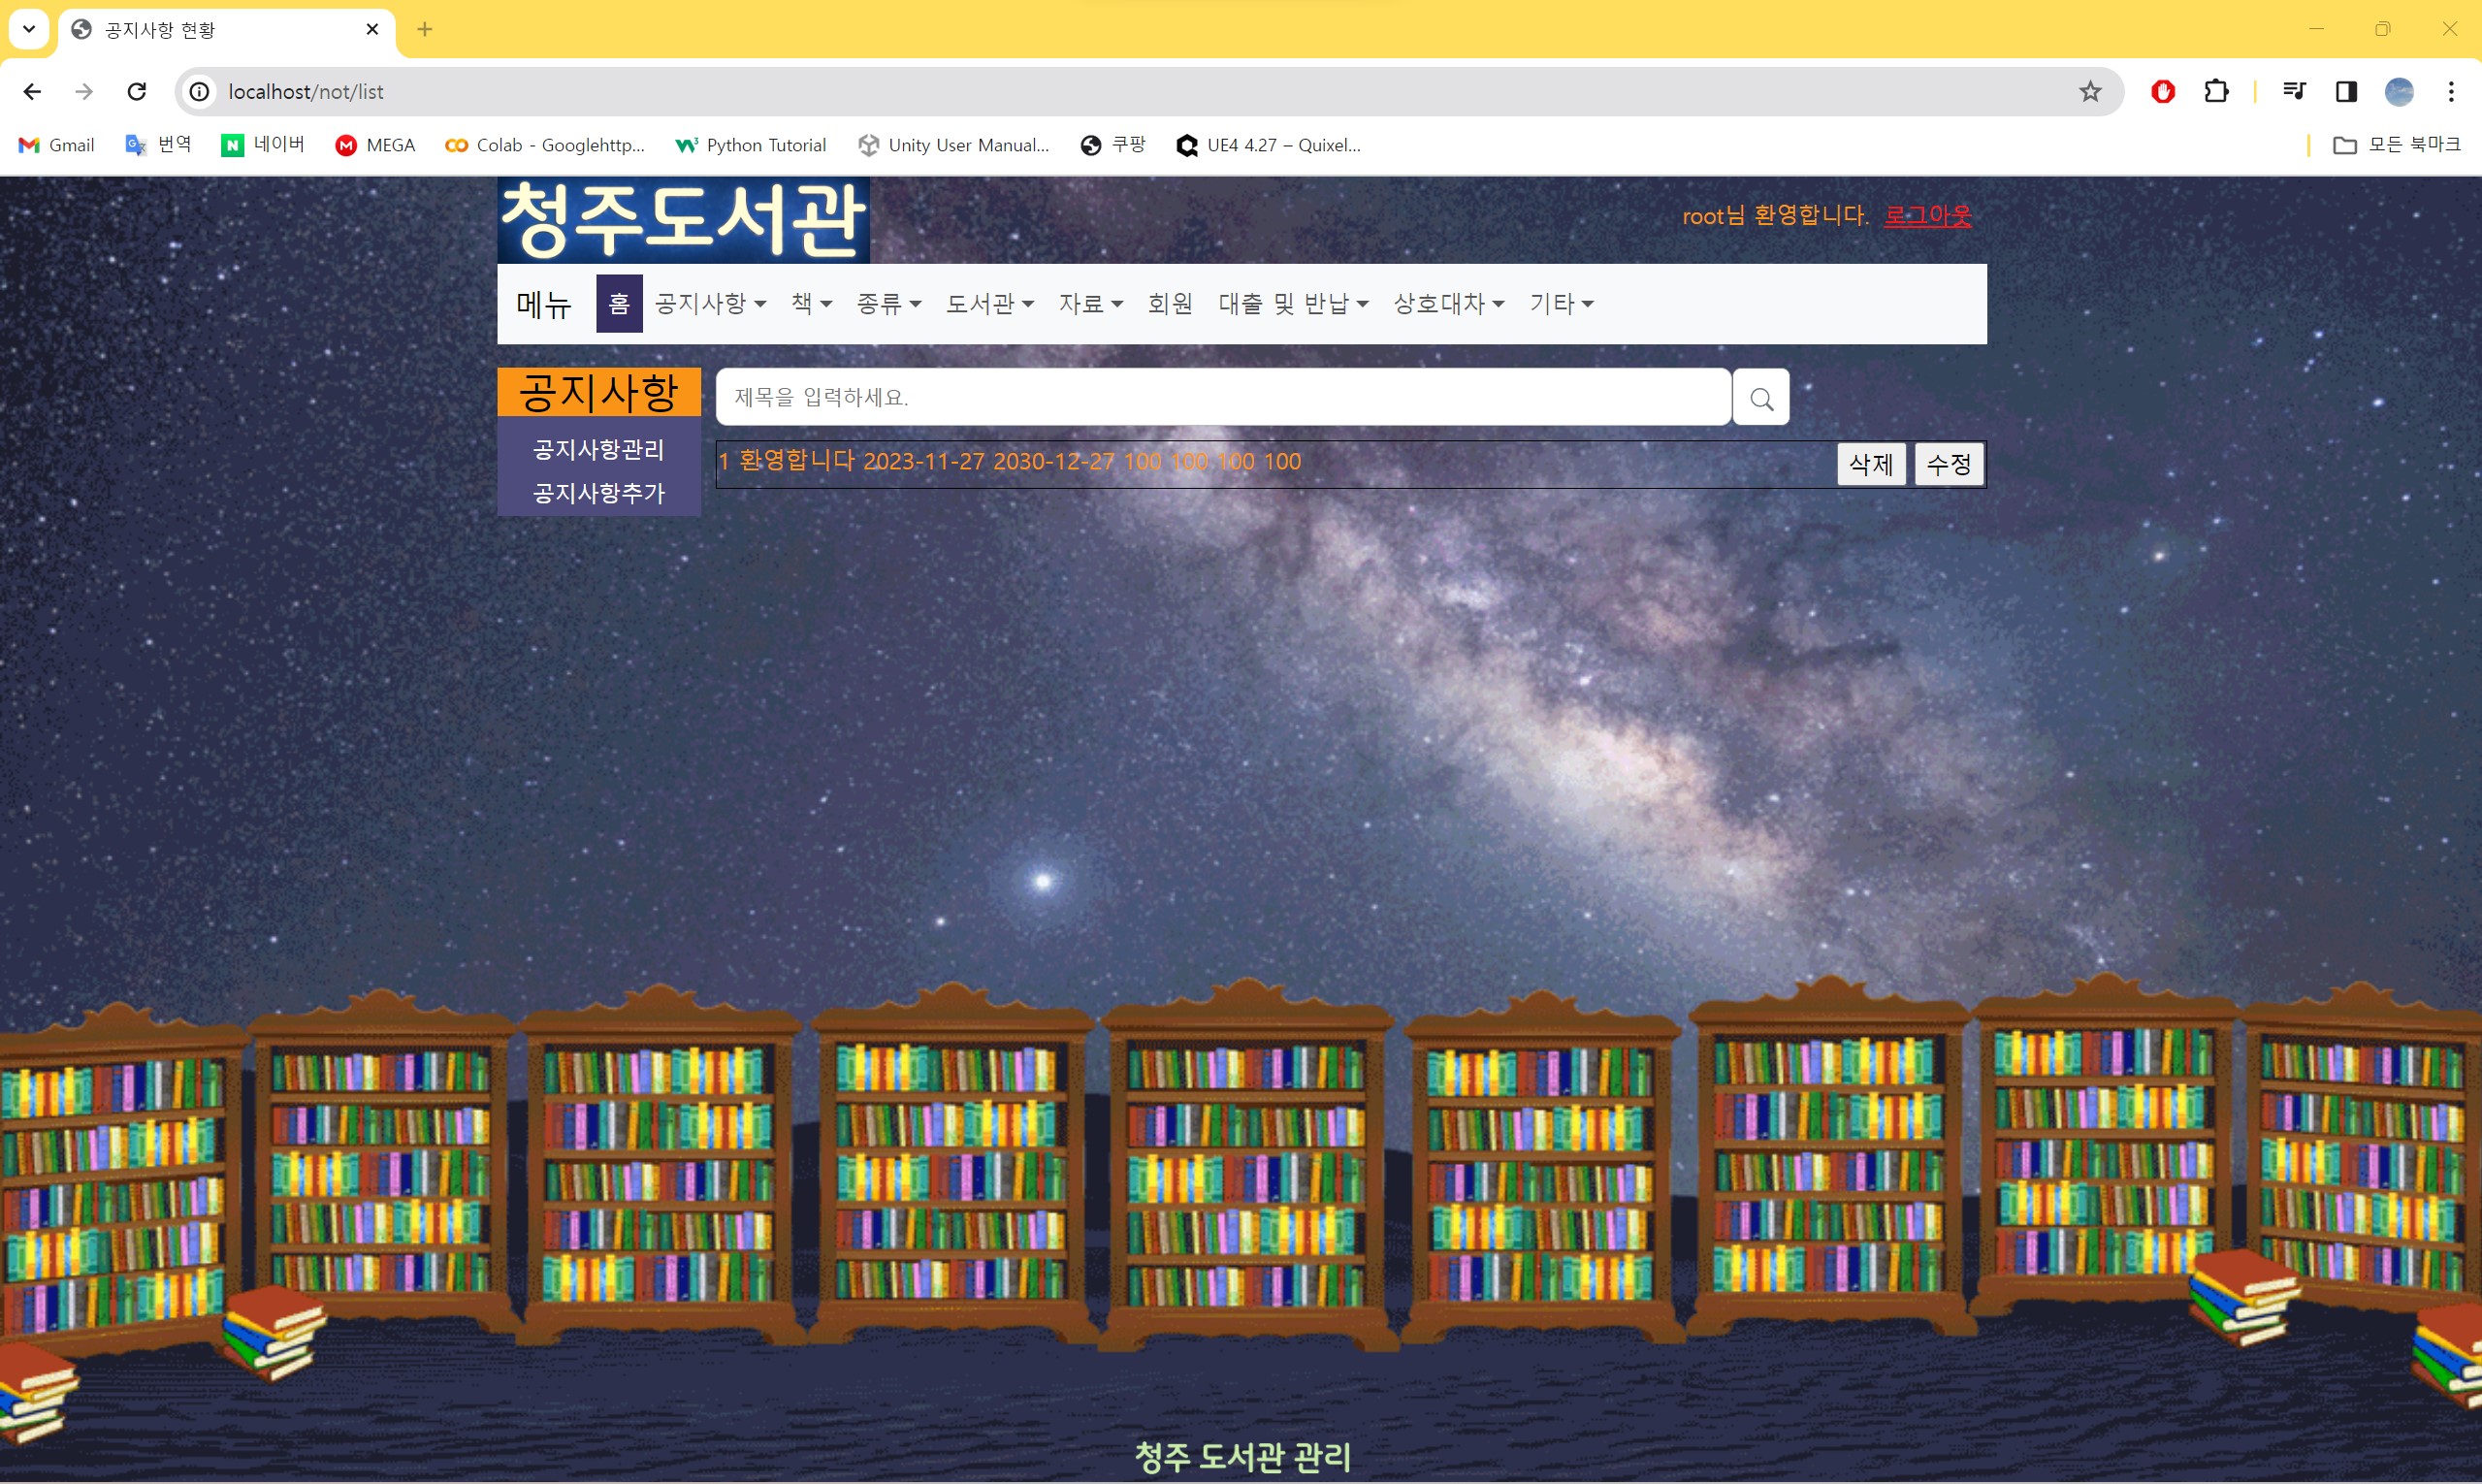 공지사항 현황
localhost/not/list
Gmail 번역 네이버 MEGA Colab - Googlehttp... Python Tutorial Unity User Manual... 쿠팡 UE4 4.27 – Quixel... 모든 북마크
청주도서관
root님 환영합니다. 로그아웃
메뉴 홈 공지사항 책 종류 도서관 자료 회원 대출 및 반납 상호대차 기타
공지사항
제목을 입력하세요.
공지사항관리
공지사항추가
1 환영합니다 2023-11-27 2030-12-27 100 100 100 100 삭제 수정
청주 도서관 관리